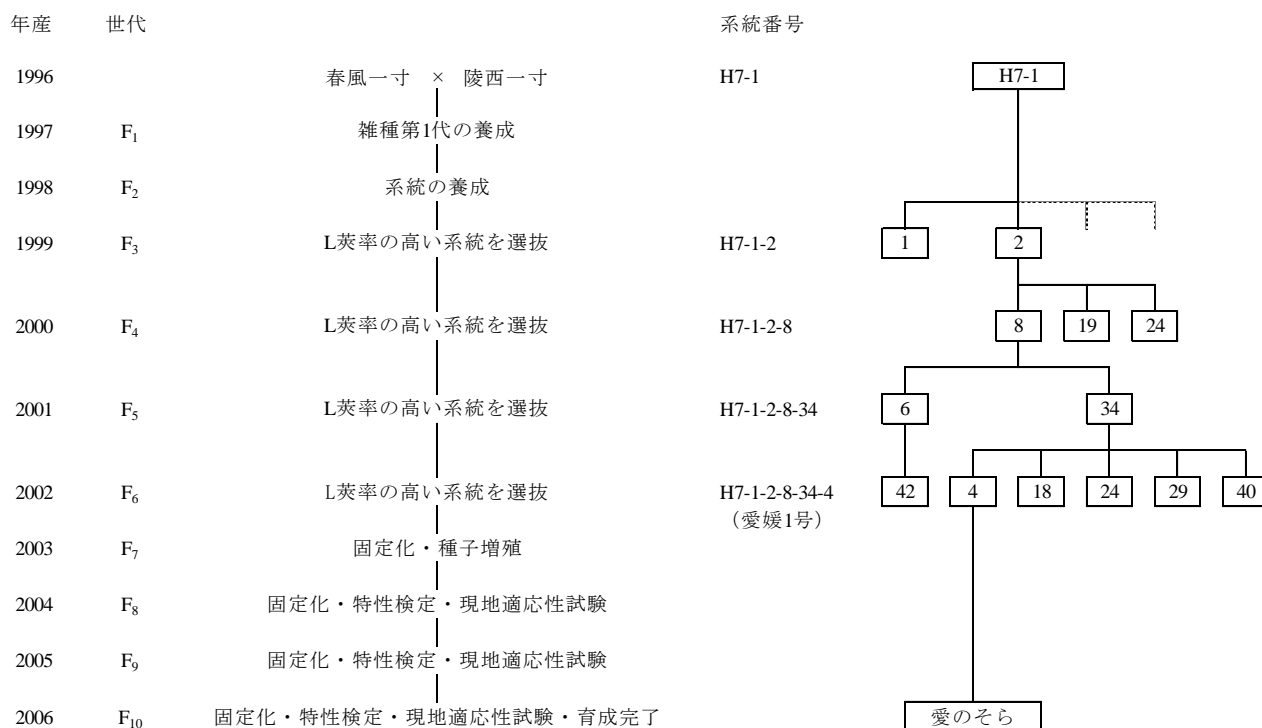 年産 世代 系統番号
1996 春風一寸 × 陵西一寸 H7-1 H7-1
1997 F₁ 雑種第1代の養成
1998 F₂ 系統の養成
1999 F₃ L莢率の高い系統を選抜 H7-1-2 1 2
2000 F₄ L莢率の高い系統を選抜 H7-1-2-8 8 19 24
2001 F₅ L莢率の高い系統を選抜 H7-1-2-8-34 6 34
2002 F₆ L莢率の高い系統を選抜 H7-1-2-8-34-4 42 4 18 24 29 40
(愛媛1号)
2003 F₇ 固定化・種子増殖
2004 F₈ 固定化・特性検定・現地適応性試験
2005 F₉ 固定化・特性検定・現地適応性試験
2006 F₁₀ 固定化・特性検定・現地適応性試験・育成完了 愛のそら